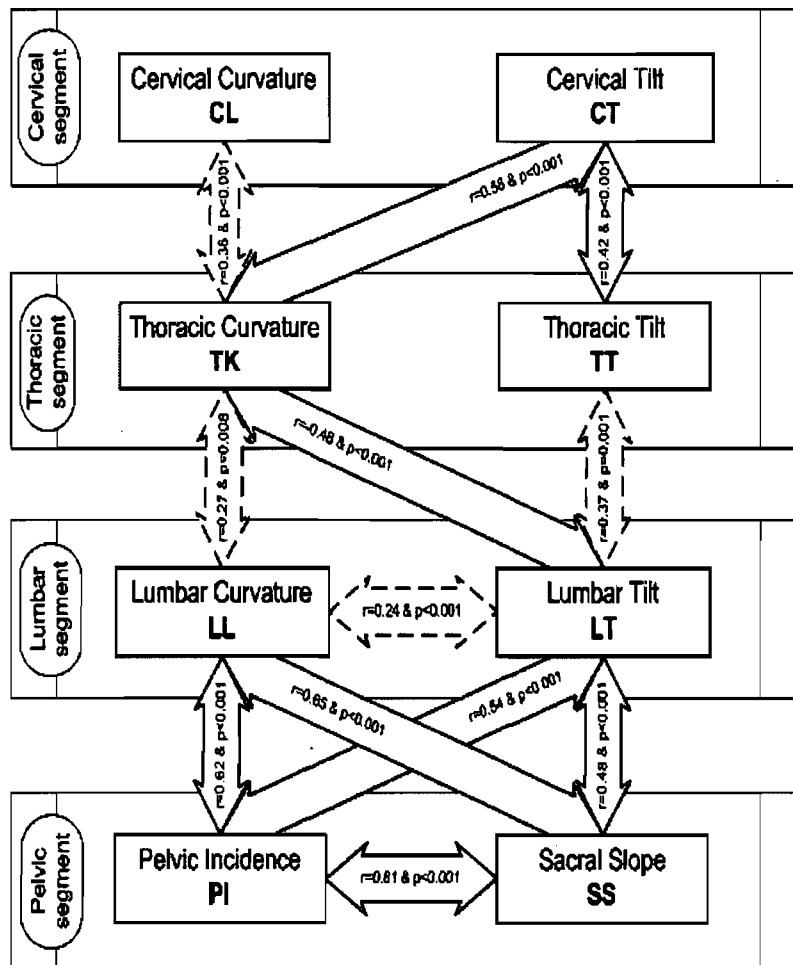 Cervical segment
Cervical Curvature
CL
Cervical Tilt
CT
r=0.36 & p<0.001
r=0.56 & p<0.001
r=0.42 & p<0.001
Thoracic segment
Thoracic Curvature
TK
Thoracic Tilt
TT
r=0.27 & p=0.008
r=-0.48 & p<0.001
r=0.37 & p=0.001
Lumbar segment
Lumbar Curvature
LL
r=0.24 & p<0.001
Lumbar Tilt
LT
r=0.62 & p<0.001
r=0.65 & p<0.001
r=0.54 & p<0.001
r=0.48 & p<0.001
Pelvic segment
Pelvic Incidence
PI
r=0.81 & p<0.001
Sacral Slope
SS